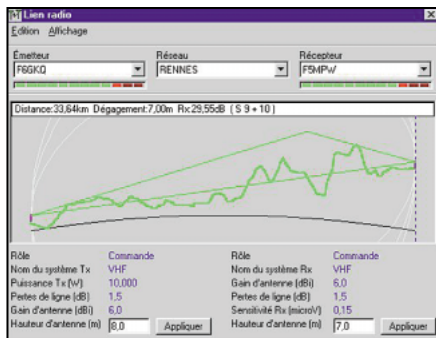 Lien radio
Edition Affichage
Émetteur Réseau Récepteur
F6GKQ RENNES F5MPW
Distance:33,64km Dégagement:7,00m Rx:29,55dB ( S 9 + 10 )
Rôle Commande Rôle Commande
Nom du système Tx VHF Nom du système Rx VHF
Puissance Tx (W) 10,000 Gain d'antenne (dBi) 6,0
Pertes de ligne (dB) 1,5 Pertes de ligne (dB) 1,5
Gain d'antenne (dBi) 6,0 Sensitivité Rx (microV) 0,15
Hauteur d'antenne (m) 8,0 Appliquer Hauteur d'antenne (m) 7,0 Appliquer